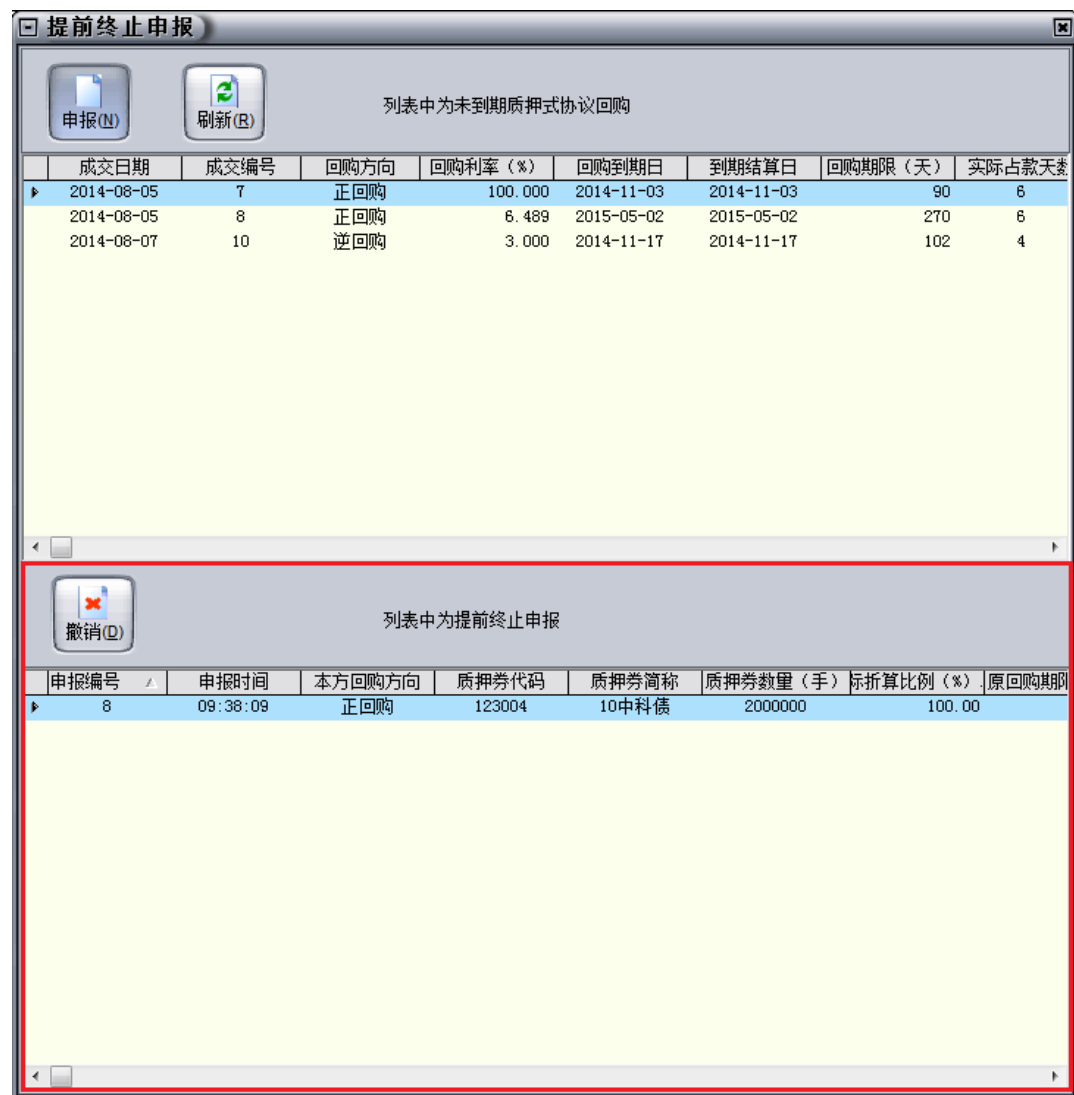 提前终止申报
申报(N) 刷新(R) 列表中为未到期质押式协议回购
成交日期 成交编号 回购方向 回购利率（%） 回购到期日 到期结算日 回购期限（天） 实际占款天数
2014-08-05 7 正回购 100.000 2014-11-03 2014-11-03 90 6
2014-08-05 8 正回购 6.489 2015-05-02 2015-05-02 270 6
2014-08-07 10 逆回购 3.000 2014-11-17 2014-11-17 102 4
撤销(D) 列表中为提前终止申报
申报编号 申报时间 本方回购方向 质押券代码 质押券简称 质押券数量（手） 际折算比例（%） 原回购期
8 09:38:09 正回购 123004 10中科债 2000000 100.00